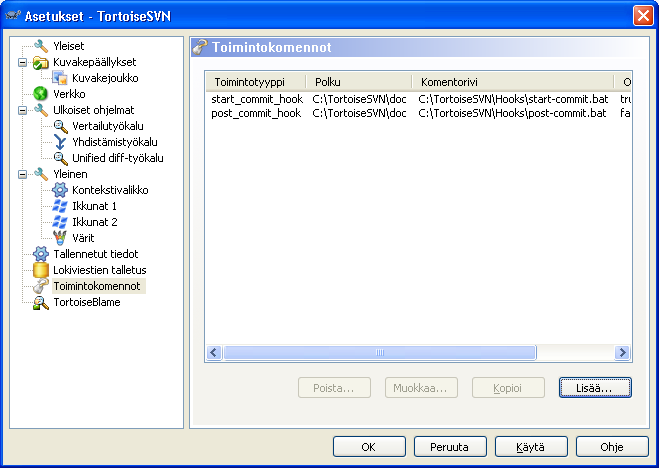 Asetukset - TortoiseSVN
Yleiset
Kuvakepäällykset
Kuvakejoukko
Verkko
Ulkoiset ohjelmat
Vertailutyökalu
Yhdistämistyökalu
Unified diff-työkalu
Yleinen
Kontekstivalikko
Ikkunat 1
Ikkunat 2
Värit
Tallennetut tiedot
Lokiviestien talletus
Toimintokomennot
TortoiseBlame
Toimintokomennot
Toimintotyyppi Polku Komentorivi O
start_commit_hook C:\TortoiseSVN\doc C:\TortoiseSVN\Hooks\start-commit.bat tru
post_commit_hook C:\TortoiseSVN\doc C:\TortoiseSVN\Hooks\post-commit.bat fa
Poista... Muokkaa... Kopioi Lisää...
OK Peruuta Käytä Ohje